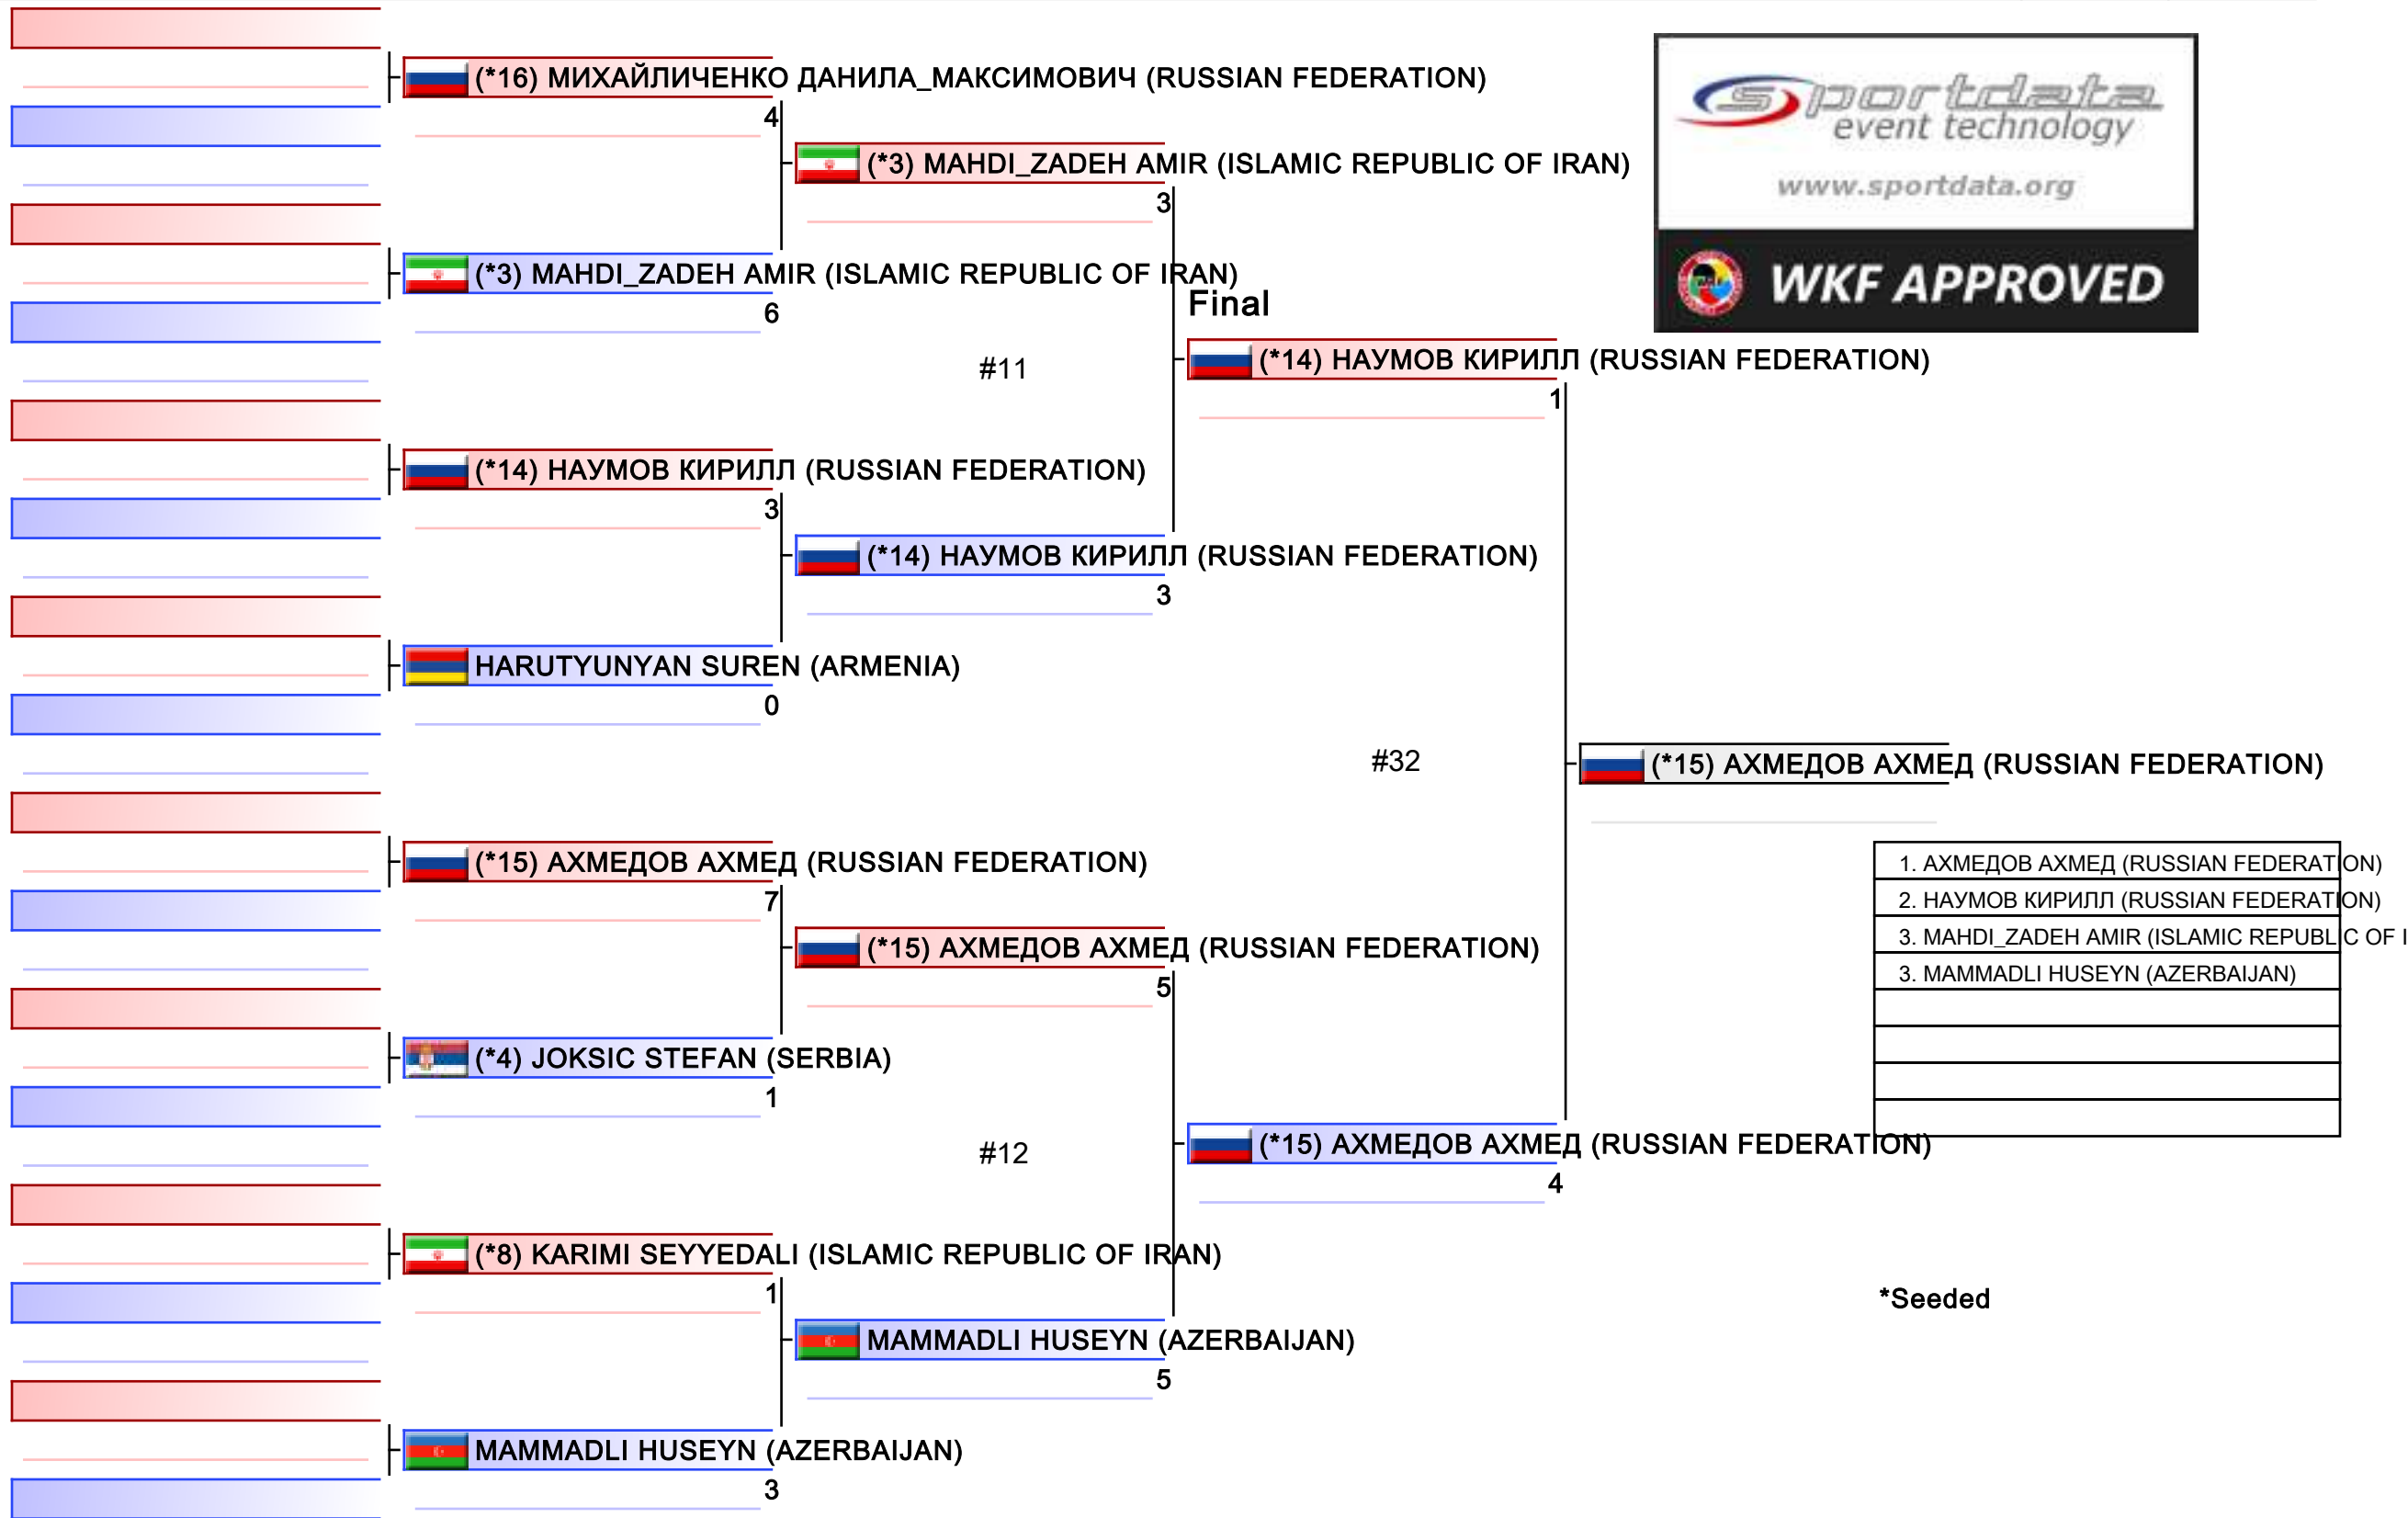 (*16) МИХАЙЛИЧЕНКО ДАНИЛА_МАКСИМОВИЧ (RUSSIAN FEDERATION)
4
(*3) MAHDI_ZADEH AMIR (ISLAMIC REPUBLIC OF IRAN)
3
(*3) MAHDI_ZADEH AMIR (ISLAMIC REPUBLIC OF IRAN)
6
Final
#11
(*14) НАУМОВ КИРИЛЛ (RUSSIAN FEDERATION)
1
(*14) НАУМОВ КИРИЛЛ (RUSSIAN FEDERATION)
3
(*14) НАУМОВ КИРИЛЛ (RUSSIAN FEDERATION)
3
HARUTYUNYAN SUREN (ARMENIA)
0
#32
(*15) АХМЕДОВ АХМЕД (RUSSIAN FEDERATION)
(*15) АХМЕДОВ АХМЕД (RUSSIAN FEDERATION)
7
(*15) АХМЕДОВ АХМЕД (RUSSIAN FEDERATION)
5
(*4) JOKSIC STEFAN (SERBIA)
1
#12
(*15) АХМЕДОВ АХМЕД (RUSSIAN FEDERATION)
4
(*8) KARIMI SEYYEDALI (ISLAMIC REPUBLIC OF IRAN)
1
MAMMADLI HUSEYN (AZERBAIJAN)
5
MAMMADLI HUSEYN (AZERBAIJAN)
3
sportdata
event technology
www.sportdata.org
WKF APPROVED
1. АХМЕДОВ АХМЕД (RUSSIAN FEDERATION)
2. НАУМОВ КИРИЛЛ (RUSSIAN FEDERATION)
3. MAHDI_ZADEH AMIR (ISLAMIC REPUBLIC OF I
3. MAMMADLI HUSEYN (AZERBAIJAN)
*Seeded